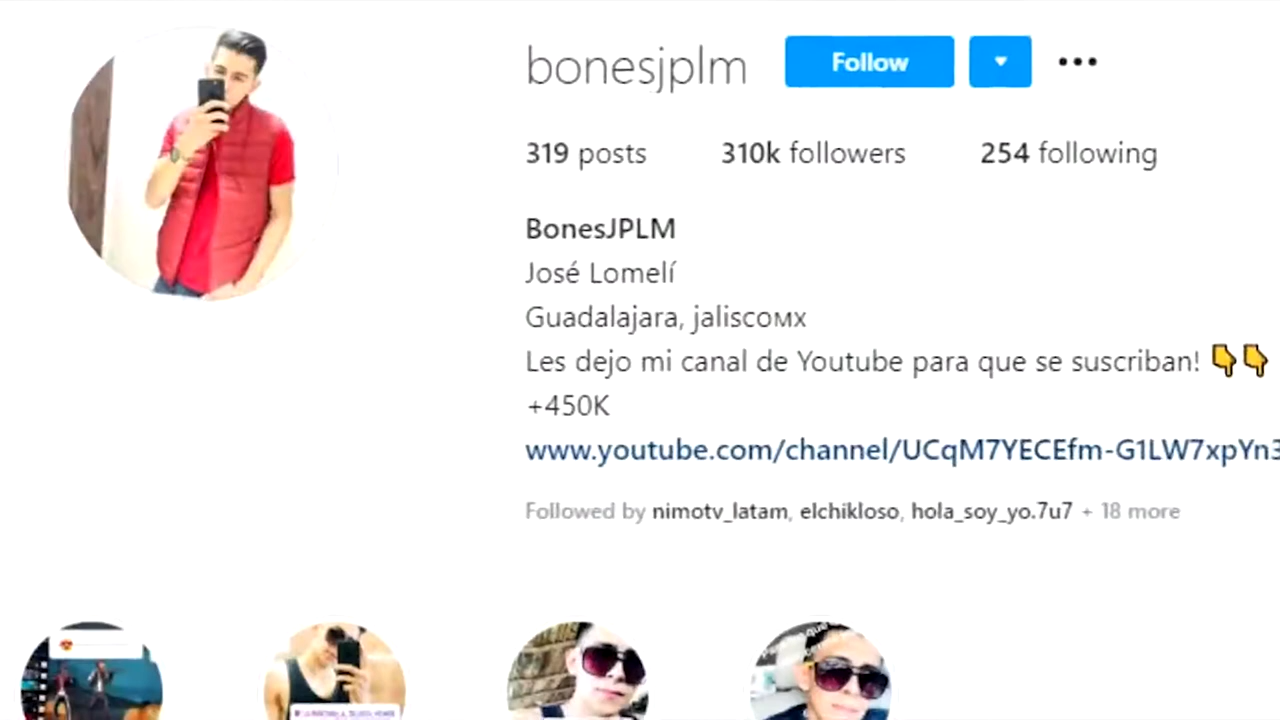 bonesjplm Follow
319 posts 310k followers 254 following
BonesJPLM
José Lomelí
Guadalajara, jaliscoмx
Les dejo mi canal de Youtube para que se suscriban! 👇👇
+450K
www.youtube.com/channel/UCqM7YECEfm-G1LW7xpYn3
Followed by nimotv_latam, elchikloso, hola_soy_yo.7u7 + 18 more